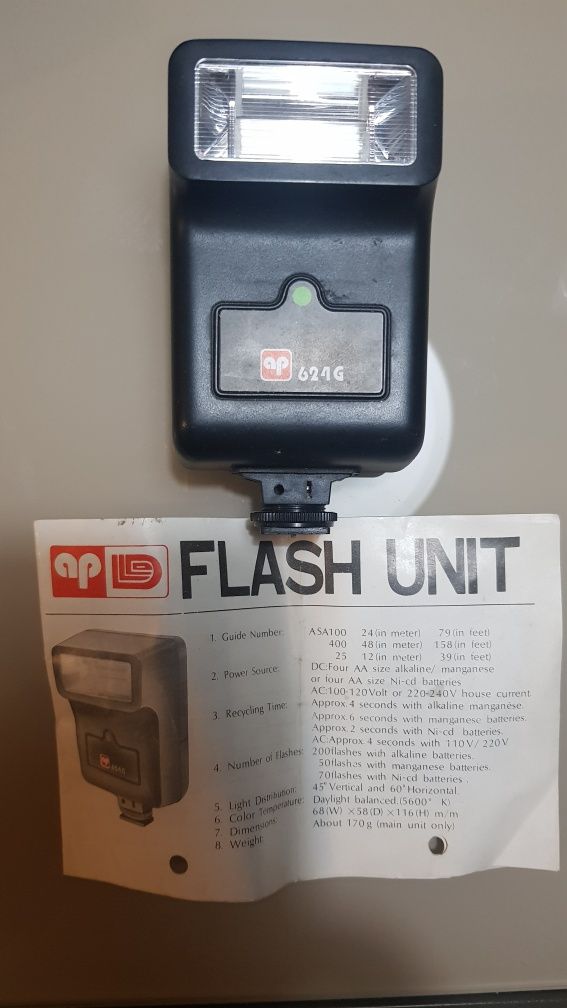 ap 624G
ap FLASH UNIT
1. Guide Number: ASA100 24(in meter) 79(in feet)
400 48(in meter) 158(in feet)
25 12(in meter) 39(in feet)
2. Power Source: DC:Four AA size alkaline/ manganese
or four AA size Ni-cd batteries
AC:100-120Volt or 220-240V house current
3. Recycling Time: Approx.4 seconds with alkaline manganese.
Approx.6 seconds with manganese batteries.
Approx.2 seconds with Ni-cd batteries.
AC:Approx.4 seconds with 110V/ 220V
4. Number of Flashes: 200flashes with alkaline batteries.
50flashes with manganese batteries.
70flashes with Ni-cd batteries .
5. Light Distribution: 45° Vertical and 60° Horizontal.
6. Color Temperature: Daylight balanced.(5600° K)
7. Dimensions: 68(W) ×58(D) ×116(H) m/m
8. Weight: About 170g (main unit only)